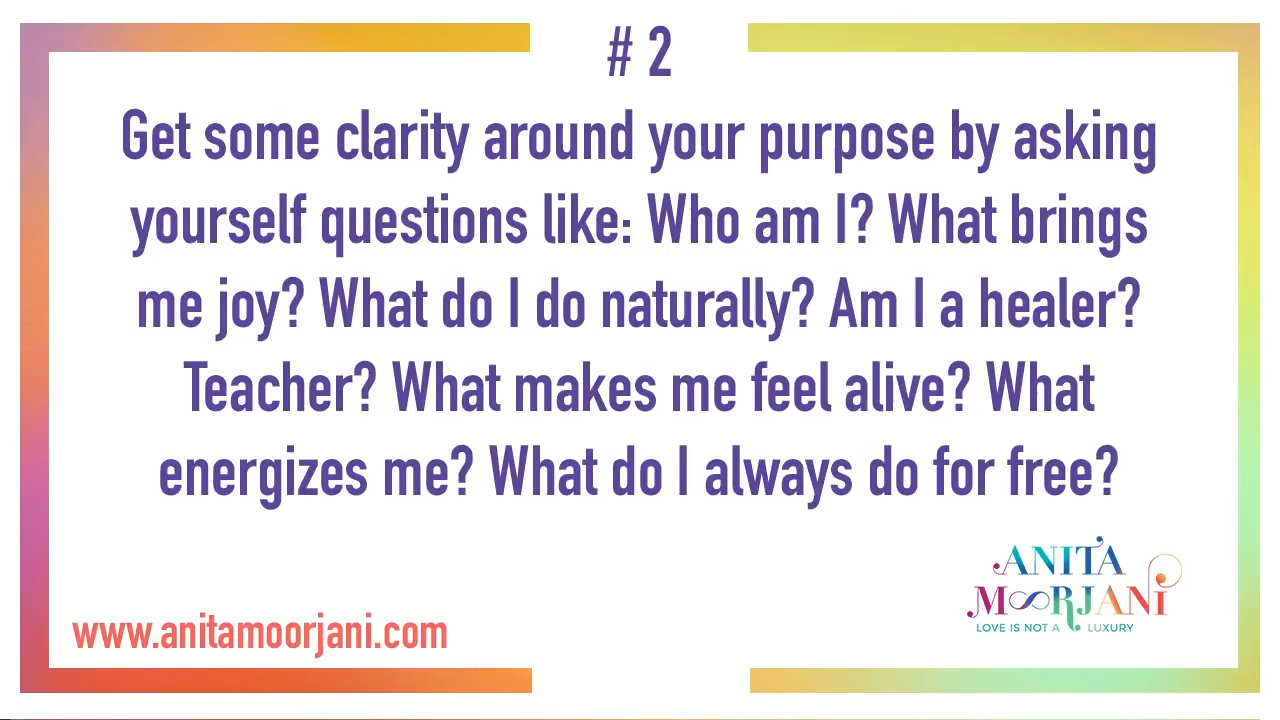 # 2
Get some clarity around your purpose by asking
yourself questions like: Who am I? What brings
me joy? What do I do naturally? Am I a healer?
Teacher? What makes me feel alive? What
energizes me? What do I always do for free?
ANITA
MOORJANI
LOVE IS NOT A LUXURY
www.anitamoorjani.com